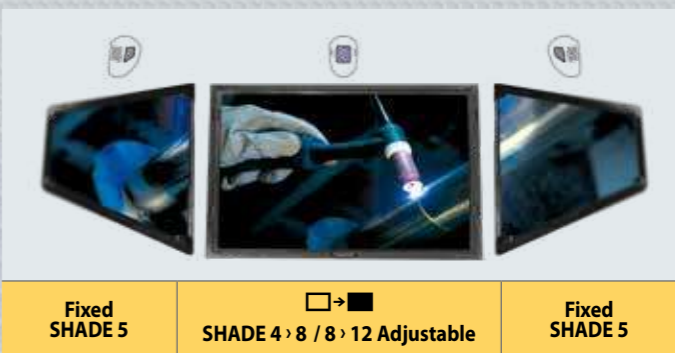 Fixed
SHADE 5
□→■
SHADE 4 › 8 / 8 › 12 Adjustable
Fixed
SHADE 5